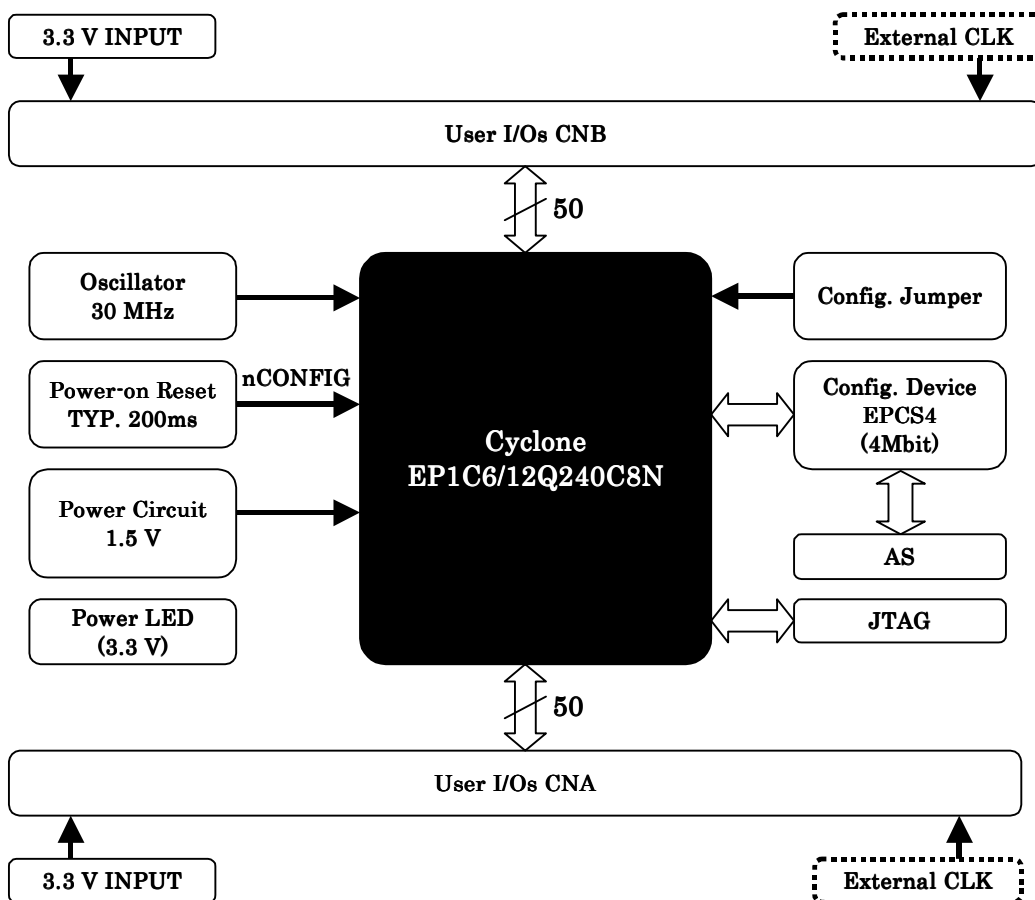 3.3 V INPUT
External CLK
User I/Os CNB
50
Oscillator
30 MHz
Config. Jumper
Power-on Reset
TYP. 200ms
nCONFIG
Config. Device
EPCS4
(4Mbit)
Cyclone
EP1C6/12Q240C8N
Power Circuit
1.5 V
AS
Power LED
(3.3 V)
JTAG
50
User I/Os CNA
3.3 V INPUT
External CLK